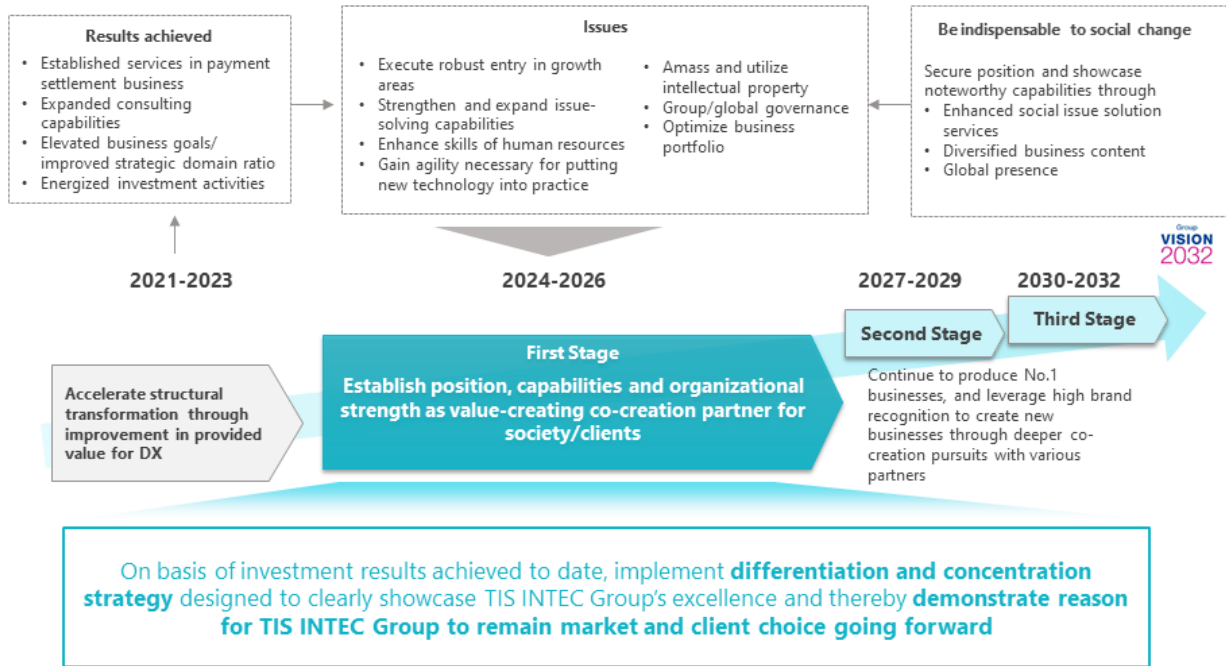 Results achieved
• Established services in payment
settlement business
• Expanded consulting
capabilities
• Elevated business goals/
improved strategic domain ratio
• Energized investment activities
Issues
• Execute robust entry in growth
areas
• Strengthen and expand issue-
solving capabilities
• Enhance skills of human resources
• Gain agility necessary for putting
new technology into practice
• Amass and utilize
intellectual property
• Group/global governance
• Optimize business
portfolio
Be indispensable to social change
Secure position and showcase
noteworthy capabilities through
• Enhanced social issue solution
services
• Diversified business content
• Global presence
Group
VISION
2032
2021-2023
2024-2026
2027-2029
2030-2032
Accelerate structural
transformation through
improvement in provided
value for DX
First Stage
Establish position, capabilities and organizational
strength as value-creating co-creation partner for
society/clients
Second Stage
Third Stage
Continue to produce No.1
businesses, and leverage high brand
recognition to create new
businesses through deeper co-
creation pursuits with various
partners
On basis of investment results achieved to date, implement differentiation and concentration
strategy designed to clearly showcase TIS INTEC Group's excellence and thereby demonstrate reason
for TIS INTEC Group to remain market and client choice going forward